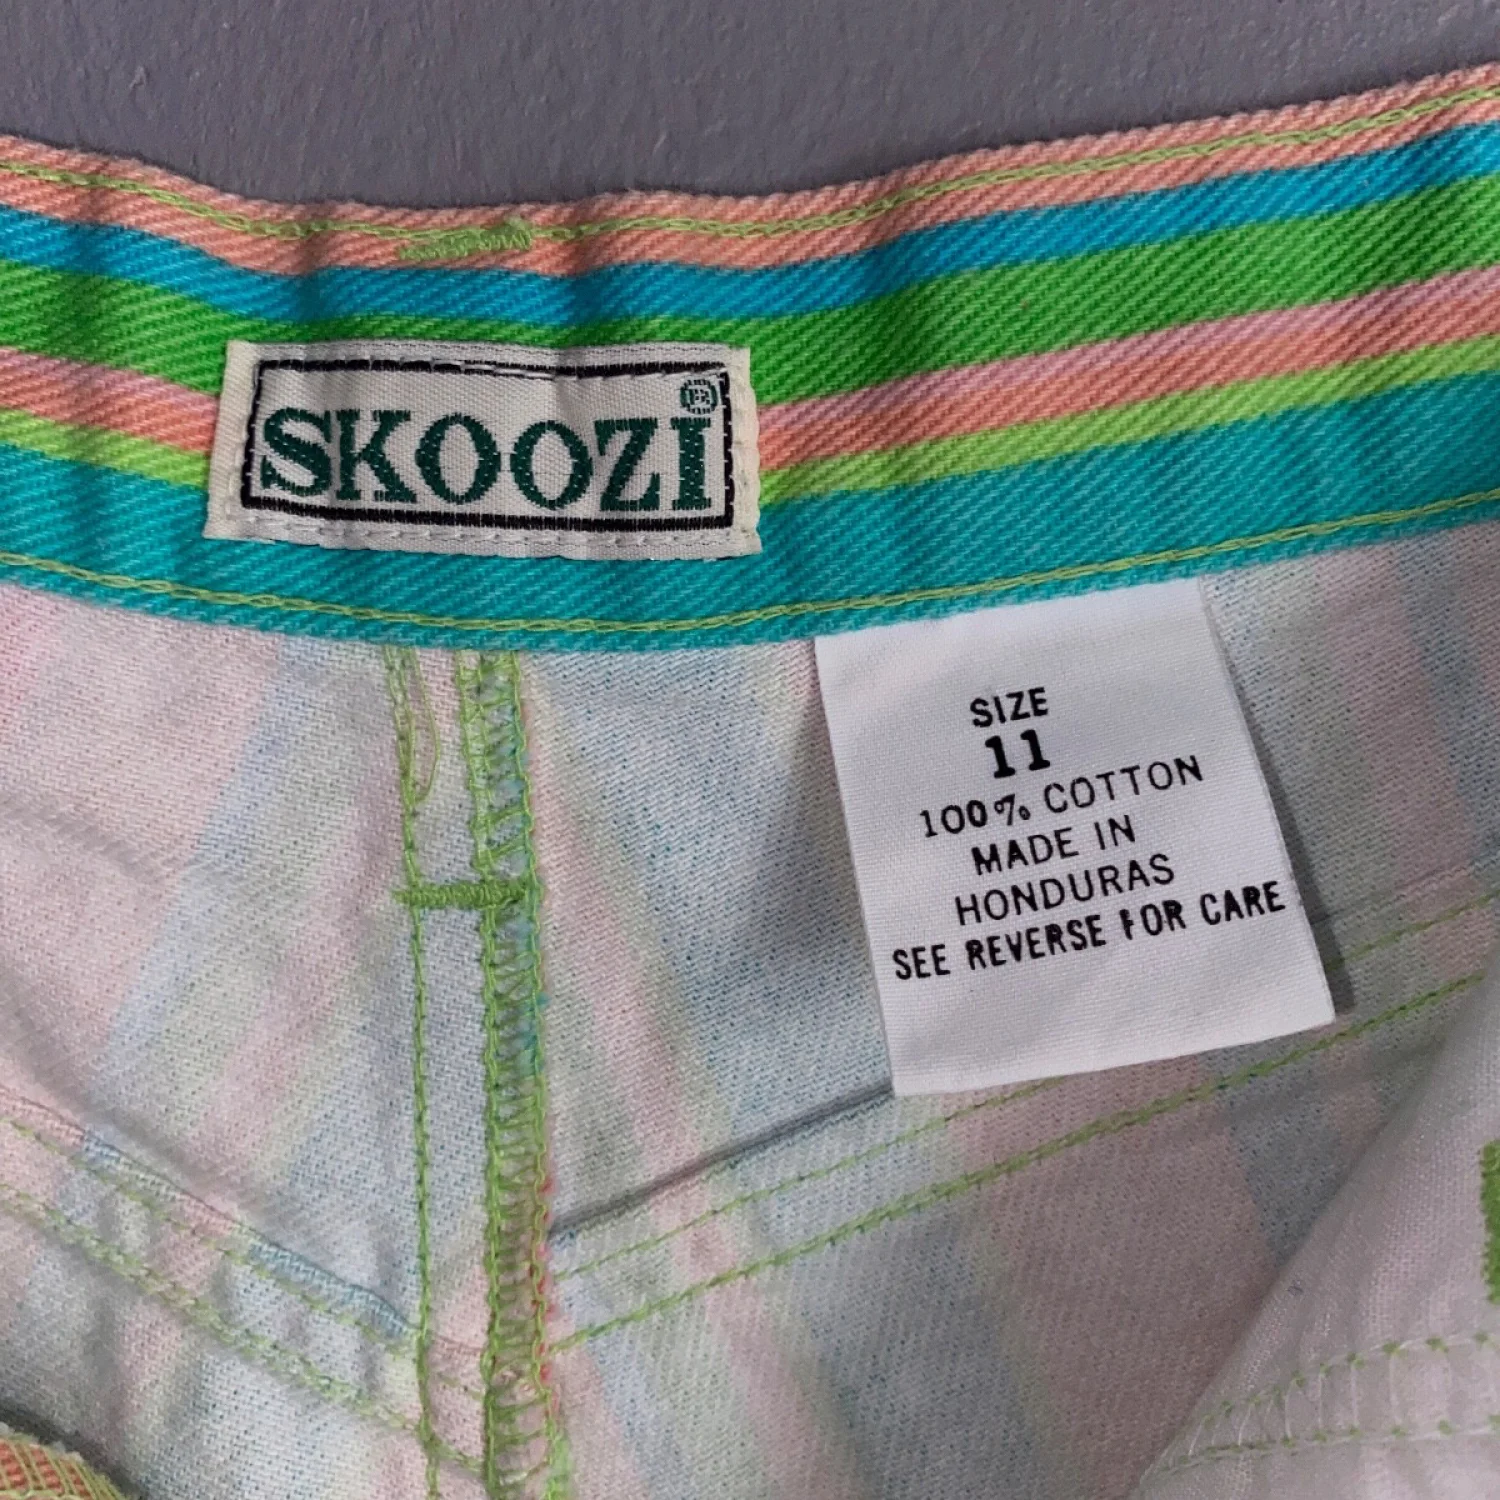 SKOOZI®
SIZE
11
100% COTTON
MADE IN
HONDURAS
SEE REVERSE FOR CARE